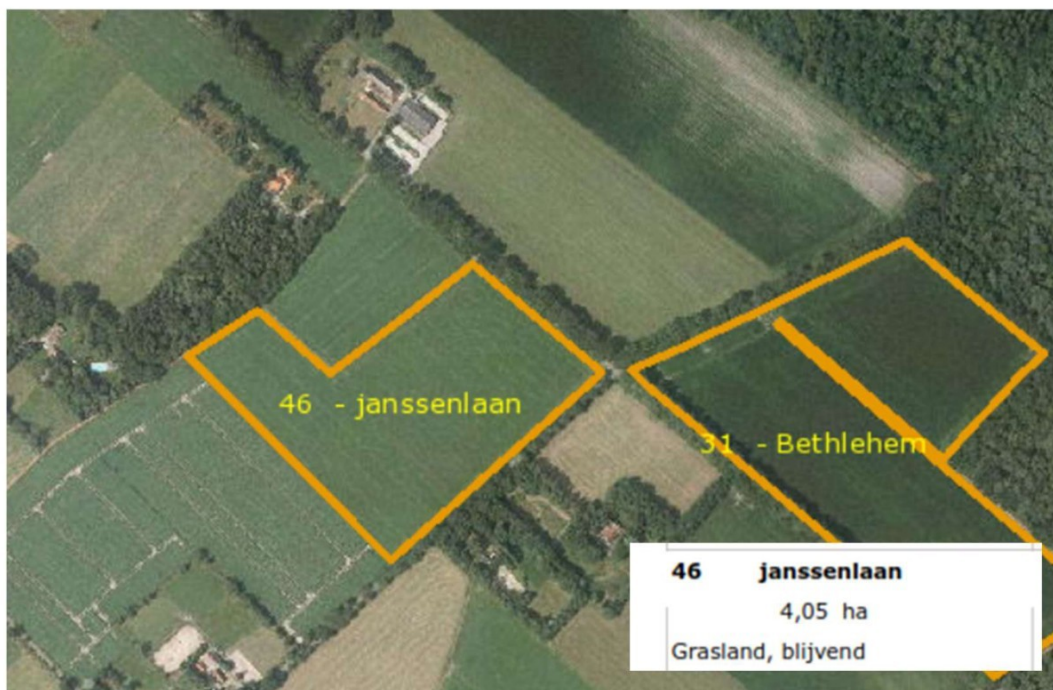 46 - janssenlaan
31 - Bethlehem
46 janssenlaan
4,05 ha
Grasland, blijvend